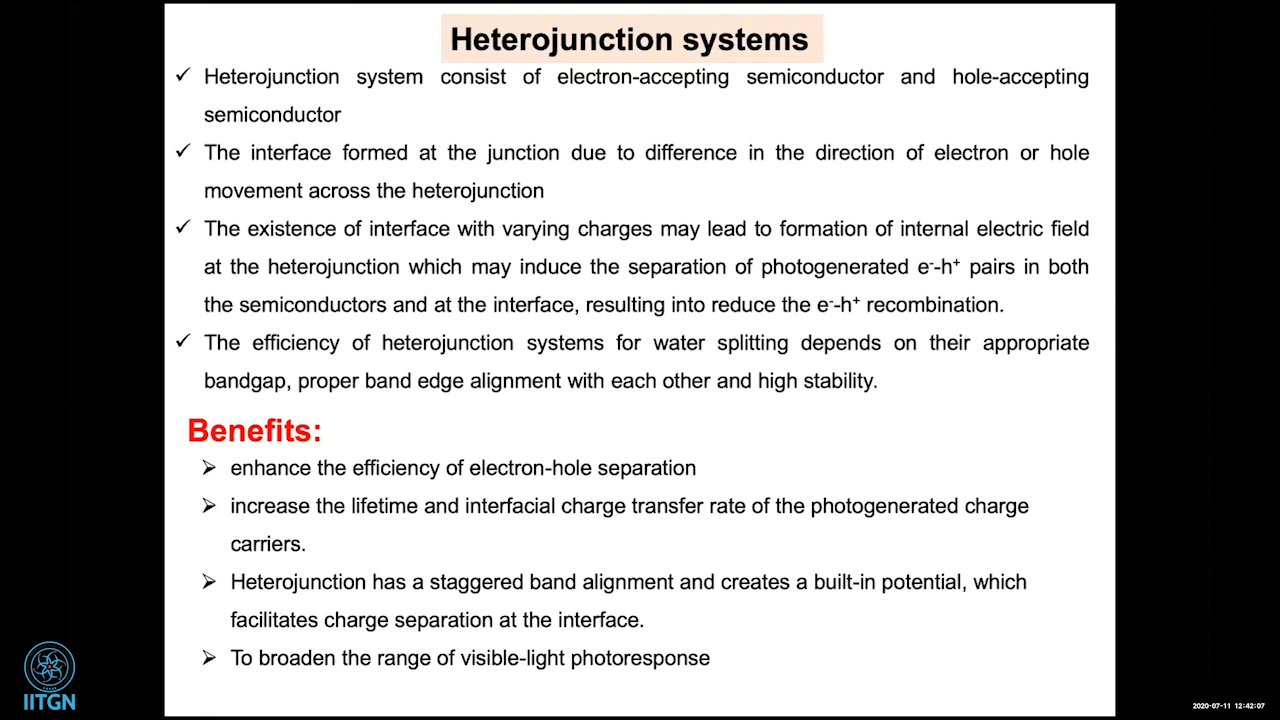 Heterojunction systems
✓ Heterojunction system consist of electron-accepting semiconductor and hole-accepting
semiconductor
✓ The interface formed at the junction due to difference in the direction of electron or hole
movement across the heterojunction
✓ The existence of interface with varying charges may lead to formation of internal electric field
at the heterojunction which may induce the separation of photogenerated e⁻-h⁺ pairs in both
the semiconductors and at the interface, resulting into reduce the e⁻-h⁺ recombination.
✓ The efficiency of heterojunction systems for water splitting depends on their appropriate
bandgap, proper band edge alignment with each other and high stability.
Benefits:
➢ enhance the efficiency of electron-hole separation
➢ increase the lifetime and interfacial charge transfer rate of the photogenerated charge
carriers.
➢ Heterojunction has a staggered band alignment and creates a built-in potential, which
facilitates charge separation at the interface.
➢ To broaden the range of visible-light photoresponse
IITGN
2020-07-11 12:42:07